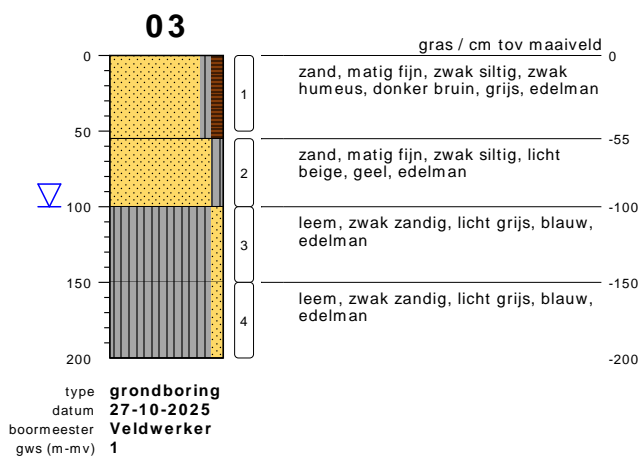 03
gras / cm tov maaiveld
0
0
zand, matig fijn, zwak siltig, zwak
humeus, donker bruin, grijs, edelman
1
50
-55
zand, matig fijn, zwak siltig, licht
beige, geel, edelman
2
100
-100
leem, zwak zandig, licht grijs, blauw,
edelman
3
150
-150
leem, zwak zandig, licht grijs, blauw,
edelman
4
200
-200
type grondboring
datum 27-10-2025
boormeester Veldwerker
gws (m-mv) 1